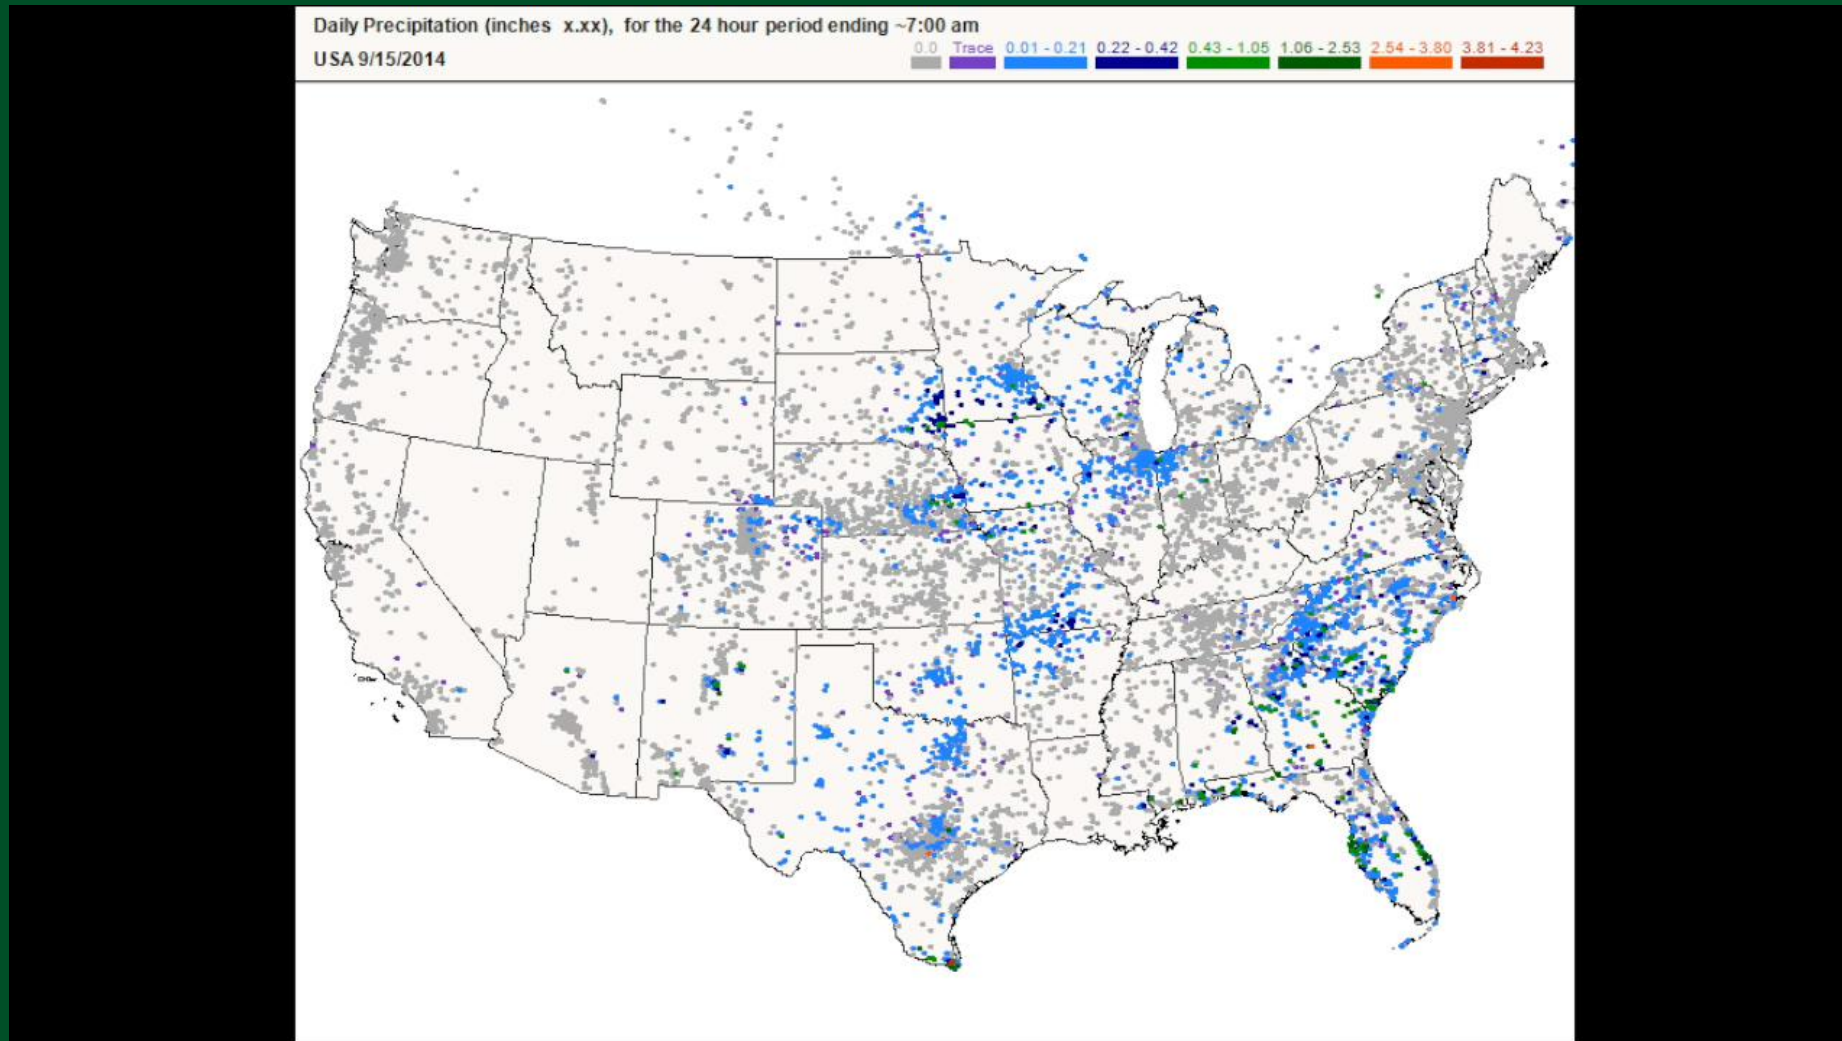 Daily Precipitation (inches x.xx), for the 24 hour period ending ~7:00 am
USA 9/15/2014
0.0 Trace 0.01 - 0.21 0.22 - 0.42 0.43 - 1.05 1.06 - 2.53 2.54 - 3.80 3.81 - 4.23